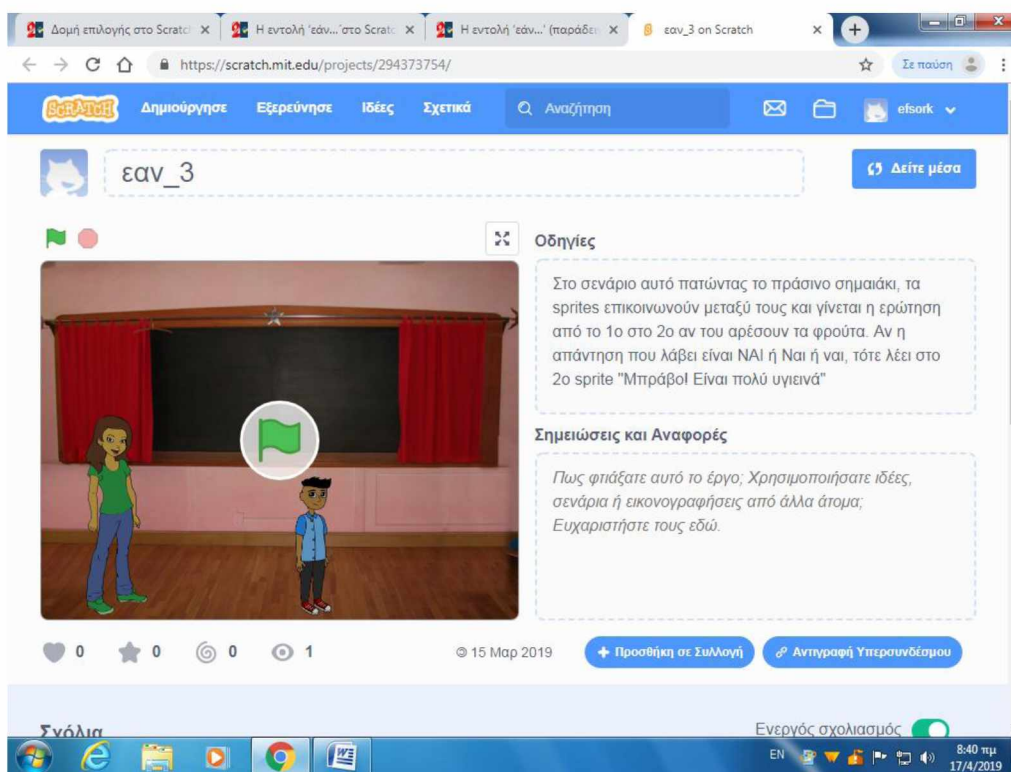 Δομή επιλογής στο Scratc
Η εντολή 'εάν...'στο Scratc
Η εντολή 'εάν...' (παράδει
εαν_3 on Scratch
https://scratch.mit.edu/projects/294373754/
Σε παύση
SCRATCH
Δημιούργησε
Εξερεύνησε
Ιδέες
Σχετικά
Αναζήτηση
efsork
εαν_3
Δείτε μέσα
Οδηγίες
Στο σενάριο αυτό πατώντας το πράσινο σημαιάκι, τα
sprites επικοινωνούν μεταξύ τους και γίνεται η ερώτηση
από το 1ο στο 2ο αν του αρέσουν τα φρούτα. Αν η
απάντηση που λάβει είναι ΝΑΙ ή Ναι ή ναι, τότε λέει στο
2ο sprite "Μπράβο! Είναι πολύ υγιεινά"
Σημειώσεις και Αναφορές
Πως φτιάξατε αυτό το έργο; Χρησιμοποιήσατε ιδέες,
σενάρια ή εικονογραφήσεις από άλλα άτομα;
Ευχαριστήστε τους εδώ.
0 0 0 1
© 15 Μαρ 2019
Προσθήκη σε Συλλογή
Αντιγραφή Υπερσυνδέσμου
Σχόλια
Ενεργός σχολιασμός
EN
8:40 πμ
17/4/2019